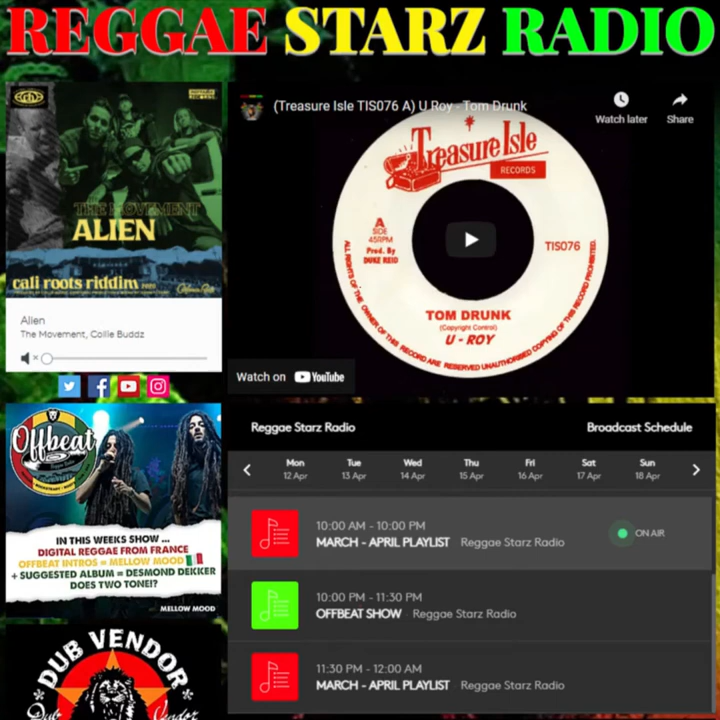 REGGAE STARZ RADIO
THE MOVEMENT
ALIEN
cali roots riddim 2020
Alien
The Movement, Collie Buddz
(Treasure Isle TIS076 A) U Roy - Tom Drunk
Watch later
Share
Treasure Isle
RECORDS
A
SIDE
45RPM
Prod. By
DUKE REID
TIS076
TOM DRUNK
(Copyright Control)
U - ROY
ALL RIGHTS OF THE OWNER OF THIS RECORD ARE RESERVED UNAUTHORISED COPYING OF THIS RECORD PROHIBITED.
Watch on YouTube
Offbeat
IN THIS WEEKS SHOW ...
DIGITAL REGGAE FROM FRANCE
OFFBEAT INTROS = MELLOW MOOD
+ SUGGESTED ALBUM = DESMOND DEKKER
DOES TWO TONE!?
MELLOW MOOD
DUB VENDOR
Dub Vendor
Reggae Starz Radio
Broadcast Schedule
Mon Tue Wed Thu Fri Sat Sun
12 Apr 13 Apr 14 Apr 15 Apr 16 Apr 17 Apr 18 Apr
10:00 AM - 10:00 PM
MARCH - APRIL PLAYLIST Reggae Starz Radio
ON AIR
10:00 PM - 11:30 PM
OFFBEAT SHOW Reggae Starz Radio
11:30 PM - 12:00 AM
MARCH - APRIL PLAYLIST Reggae Starz Radio